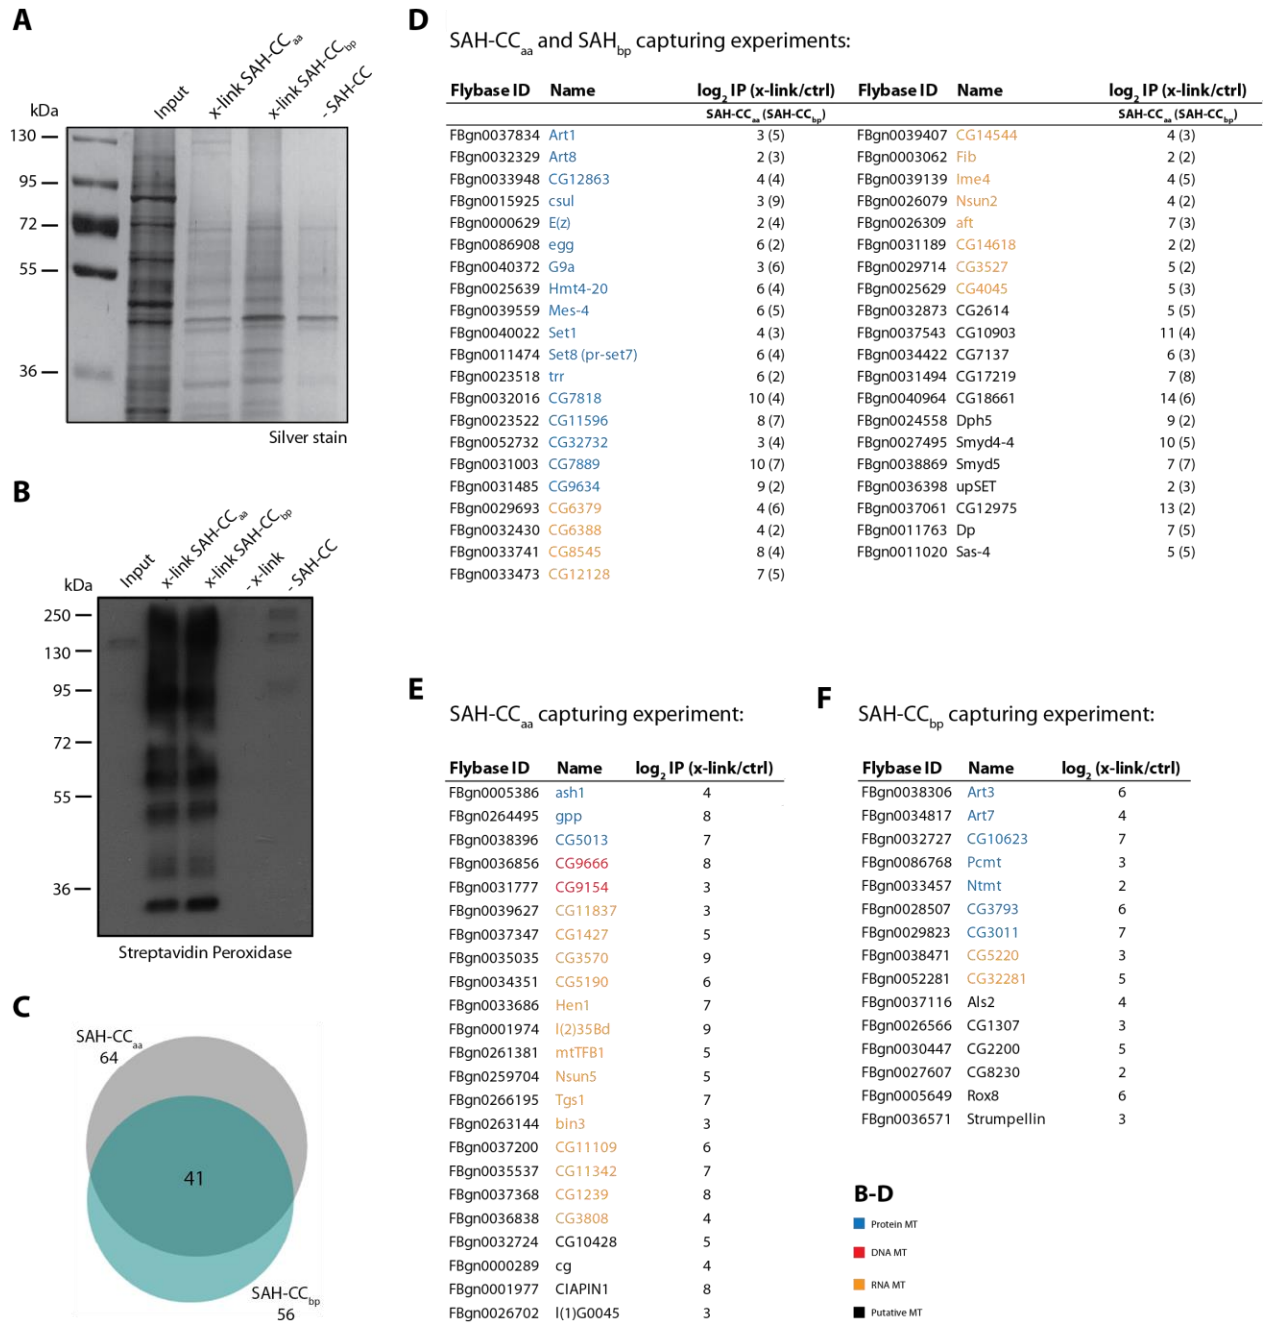 A
Input
x-link SAH-CCaa
x-link SAH-CCbp
- SAH-CC
kDa
130
95
72
55
36
Silver stain
B
Input
x-link SAH-CCaa
x-link SAH-CCbp
- x-link
- SAH-CC
kDa
250
130
95
72
55
36
Streptavidin Peroxidase
C
SAH-CCaa
64
41
SAH-CCbp
56
D
SAH-CCaa and SAHbp capturing experiments:
Flybase ID Name log2 IP (x-link/ctrl) Flybase ID Name log2 IP (x-link/ctrl)
SAH-CCaa (SAH-CCbp) SAH-CCaa (SAH-CCbp)
FBgn0037834 Art1 3 (5) FBgn0039407 CG14544 4 (3)
FBgn0032329 Art8 2 (3) FBgn0003062 Fib 2 (2)
FBgn0033948 CG12863 4 (4) FBgn0039139 Ime4 4 (5)
FBgn0015925 csul 3 (9) FBgn0026079 Nsun2 4 (2)
FBgn0000629 E(z) 2 (4) FBgn0026309 aft 7 (3)
FBgn0086908 egg 6 (2) FBgn0031189 CG14618 2 (2)
FBgn0040372 G9a 3 (6) FBgn0029714 CG3527 5 (2)
FBgn0025639 Hmt4-20 6 (4) FBgn0025629 CG4045 5 (3)
FBgn0039559 Mes-4 6 (5) FBgn0032873 CG2614 5 (5)
FBgn0040022 Set1 4 (3) FBgn0037543 CG10903 11 (4)
FBgn0011474 Set8 (pr-set7) 6 (4) FBgn0034422 CG7137 6 (3)
FBgn0023518 trr 6 (2) FBgn0031494 CG17219 7 (8)
FBgn0032016 CG7818 10 (4) FBgn0040964 CG18661 14 (6)
FBgn0023522 CG11596 8 (7) FBgn0024558 Dph5 9 (2)
FBgn0052732 CG32732 3 (4) FBgn0027495 Smyd4-4 10 (5)
FBgn0031003 CG7889 10 (7) FBgn0038869 Smyd5 7 (7)
FBgn0031485 CG9634 9 (2) FBgn0036398 upSET 2 (3)
FBgn0029693 CG6379 4 (6) FBgn0037061 CG12975 13 (2)
FBgn0032430 CG6388 4 (2) FBgn0011763 Dp 7 (5)
FBgn0033741 CG8545 8 (4) FBgn0011020 Sas-4 5 (5)
FBgn0033473 CG12128 7 (5)
E
SAH-CCaa capturing experiment:
Flybase ID Name log2 IP (x-link/ctrl)
FBgn0005386 ash1 4
FBgn0264495 gpp 8
FBgn0038396 CG5013 7
FBgn0036856 CG9666 8
FBgn0031777 CG9154 3
FBgn0039627 CG11837 3
FBgn0037347 CG1427 5
FBgn0035035 CG3570 9
FBgn0034351 CG5190 6
FBgn0033686 Hen1 7
FBgn0001974 l(2)35Bd 9
FBgn0261381 mtTFB1 5
FBgn0259704 Nsun5 5
FBgn0266195 Tgs1 7
FBgn0263144 bin3 3
FBgn0037200 CG11109 6
FBgn0035537 CG11342 7
FBgn0037368 CG1239 8
FBgn0036838 CG3808 4
FBgn0032724 CG10428 5
FBgn0000289 cg 4
FBgn0001977 CIAPIN1 8
FBgn0026702 l(1)G0045 3
F
SAH-CCbp capturing experiment:
Flybase ID Name log2 (x-link/ctrl)
FBgn0038306 Art3 6
FBgn0034817 Art7 4
FBgn0032727 CG10623 7
FBgn0086768 Pcmt 3
FBgn0033457 Ntmt 2
FBgn0028507 CG3793 6
FBgn0029823 CG3011 7
FBgn0038471 CG5220 3
FBgn0052281 CG32281 5
FBgn0037116 Als2 4
FBgn0026566 CG1307 3
FBgn0030447 CG2200 5
FBgn0027607 CG8230 2
FBgn0005649 Rox8 6
FBgn0036571 Strumpellin 3
B-D
Protein MT
DNA MT
RNA MT
Putative MT